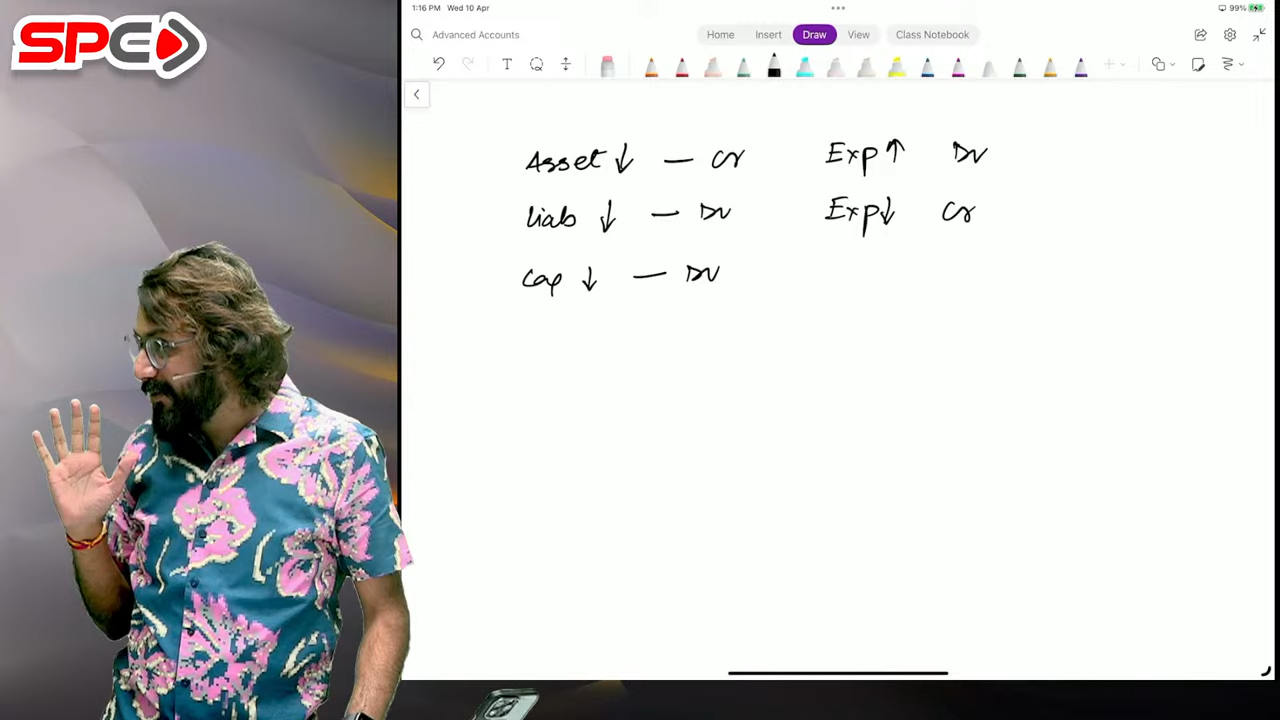 SPED
1:16 PM Wed 10 Apr
99%
Advanced Accounts
Home Insert Draw View Class Notebook
Asset ↓ — Cr
Exp ↑ Dr
Liab ↓ — Dr
Exp ↓ Cr
Cap ↓ — Dr